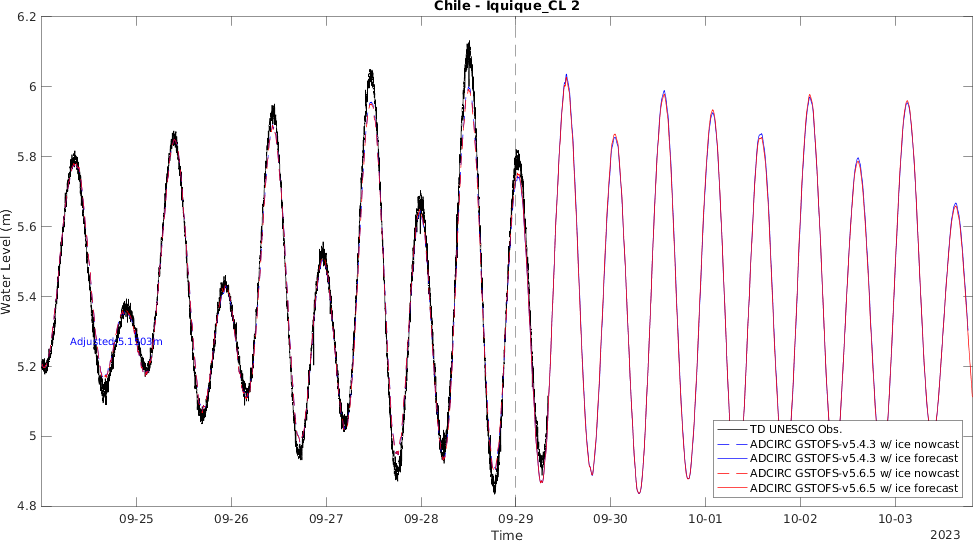 Chile - Iquique_CL 2
6.2
6
5.8
5.6
5.4
5.2
5
4.8
Water Level (m)
Adjusted 5.1103m
TD UNESCO Obs.
ADCIRC GSTOFS-v5.4.3 w/ ice nowcast
ADCIRC GSTOFS-v5.4.3 w/ ice forecast
ADCIRC GSTOFS-v5.6.5 w/ ice nowcast
ADCIRC GSTOFS-v5.6.5 w/ ice forecast
09-25 09-26 09-27 09-28 09-29 09-30 10-01 10-02 10-03
Time
2023